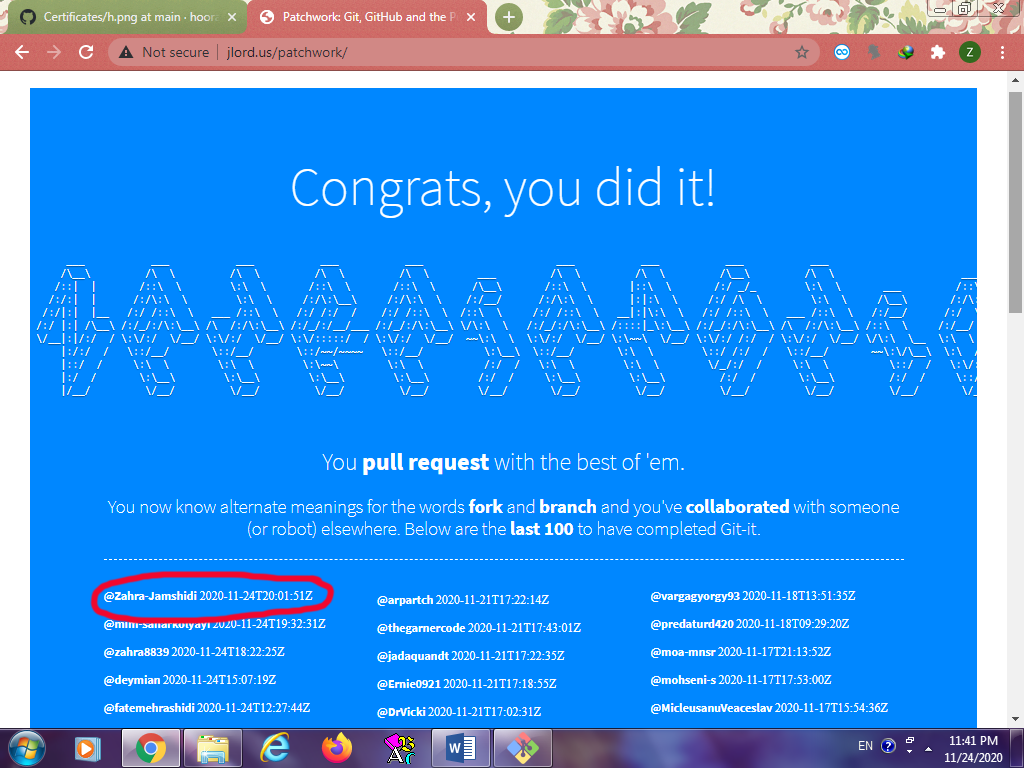 Certificates/h.png at main · hoora
Patchwork: Git, GitHub and the P
Not secure
jlord.us/patchwork/
Z
Congrats, you did it!
You pull request with the best of 'em.
You now know alternate meanings for the words fork and branch and you've collaborated with someone
(or robot) elsewhere. Below are the last 100 to have completed Git-it.
@Zahra-Jamshidi 2020-11-24T20:01:51Z
2020-11-24T19:32:31Z
@zahra8839 2020-11-24T18:22:25Z
@deymian 2020-11-24T15:07:19Z
@fatemehrashidi 2020-11-24T12:27:44Z
@arpartch 2020-11-21T17:22:14Z
@thegarnercode 2020-11-21T17:43:01Z
@jadaquandt 2020-11-21T17:22:35Z
@Ernie0921 2020-11-21T17:18:55Z
@DrVicki 2020-11-21T17:02:31Z
@vargagyorgy93 2020-11-18T13:51:35Z
@predaturd420 2020-11-18T09:29:20Z
@moa-mnsr 2020-11-17T21:13:52Z
@mohseni-s 2020-11-17T17:53:00Z
@MicleusanuVeaceslav 2020-11-17T15:54:36Z
EN
11:41 PM
11/24/2020